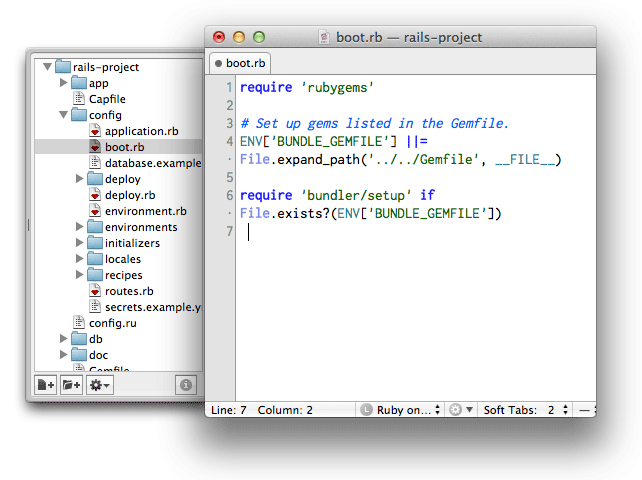 boot.rb — rails-project
rails-project
app
Capfile
config
application.rb
boot.rb
database.example.
deploy
deploy.rb
environment.rb
environments
initializers
locales
recipes
routes.rb
secrets.example.y
config.ru
db
doc
Gemfile
boot.rb
1 require 'rubygems'
2
3 # Set up gems listed in the Gemfile.
4 ENV['BUNDLE_GEMFILE'] ||=
· File.expand_path('../../Gemfile', __FILE__)
5
6 require 'bundler/setup' if
· File.exists?(ENV['BUNDLE_GEMFILE'])
7
Line: 7 Column: 2 L Ruby on... Soft Tabs: 2 —